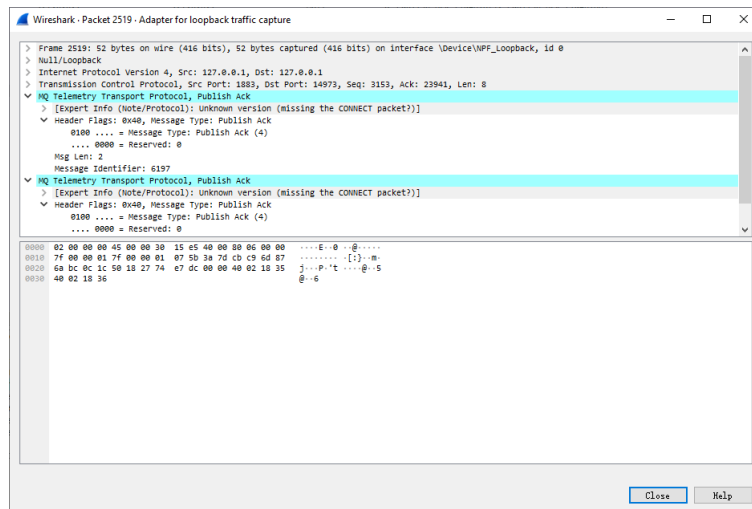 Wireshark · Packet 2519 · Adapter for loopback traffic capture
Frame 2519: 52 bytes on wire (416 bits), 52 bytes captured (416 bits) on interface \Device\NPF_Loopback, id 0
Null/Loopback
Internet Protocol Version 4, Src: 127.0.0.1, Dst: 127.0.0.1
Transmission Control Protocol, Src Port: 1883, Dst Port: 14973, Seq: 3153, Ack: 23941, Len: 8
MQ Telemetry Transport Protocol, Publish Ack
[Expert Info (Note/Protocol): Unknown version (missing the CONNECT packet?)]
Header Flags: 0x40, Message Type: Publish Ack
0100 .... = Message Type: Publish Ack (4)
.... 0000 = Reserved: 0
Msg Len: 2
Message Identifier: 6197
MQ Telemetry Transport Protocol, Publish Ack
[Expert Info (Note/Protocol): Unknown version (missing the CONNECT packet?)]
Header Flags: 0x40, Message Type: Publish Ack
0100 .... = Message Type: Publish Ack (4)
.... 0000 = Reserved: 0
0000 02 00 00 00 45 00 00 30 15 e5 40 00 80 06 00 00 ····E··0 ··@·····
0010 7f 00 00 01 7f 00 00 01 07 5b 3a 7d cb c9 6d 87 ········ ·[:}··m·
0020 6a bc 0c 1c 50 18 27 74 e7 dc 00 00 40 02 18 35 j···P·'t ····@··5
0030 40 02 18 36 @··6
Close Help